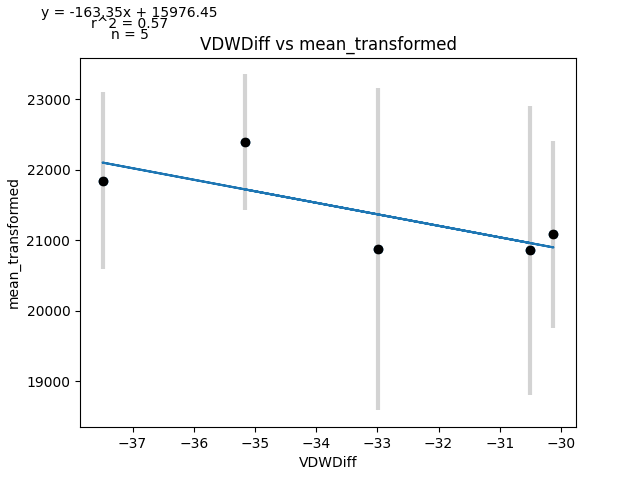 y = -163.35x + 15976.45
r^2 = 0.57
n = 5
VDWDiff vs mean_transformed
23000
22000
21000
20000
19000
mean_transformed
−37
−36
−35
−34
−33
−32
−31
−30
VDWDiff